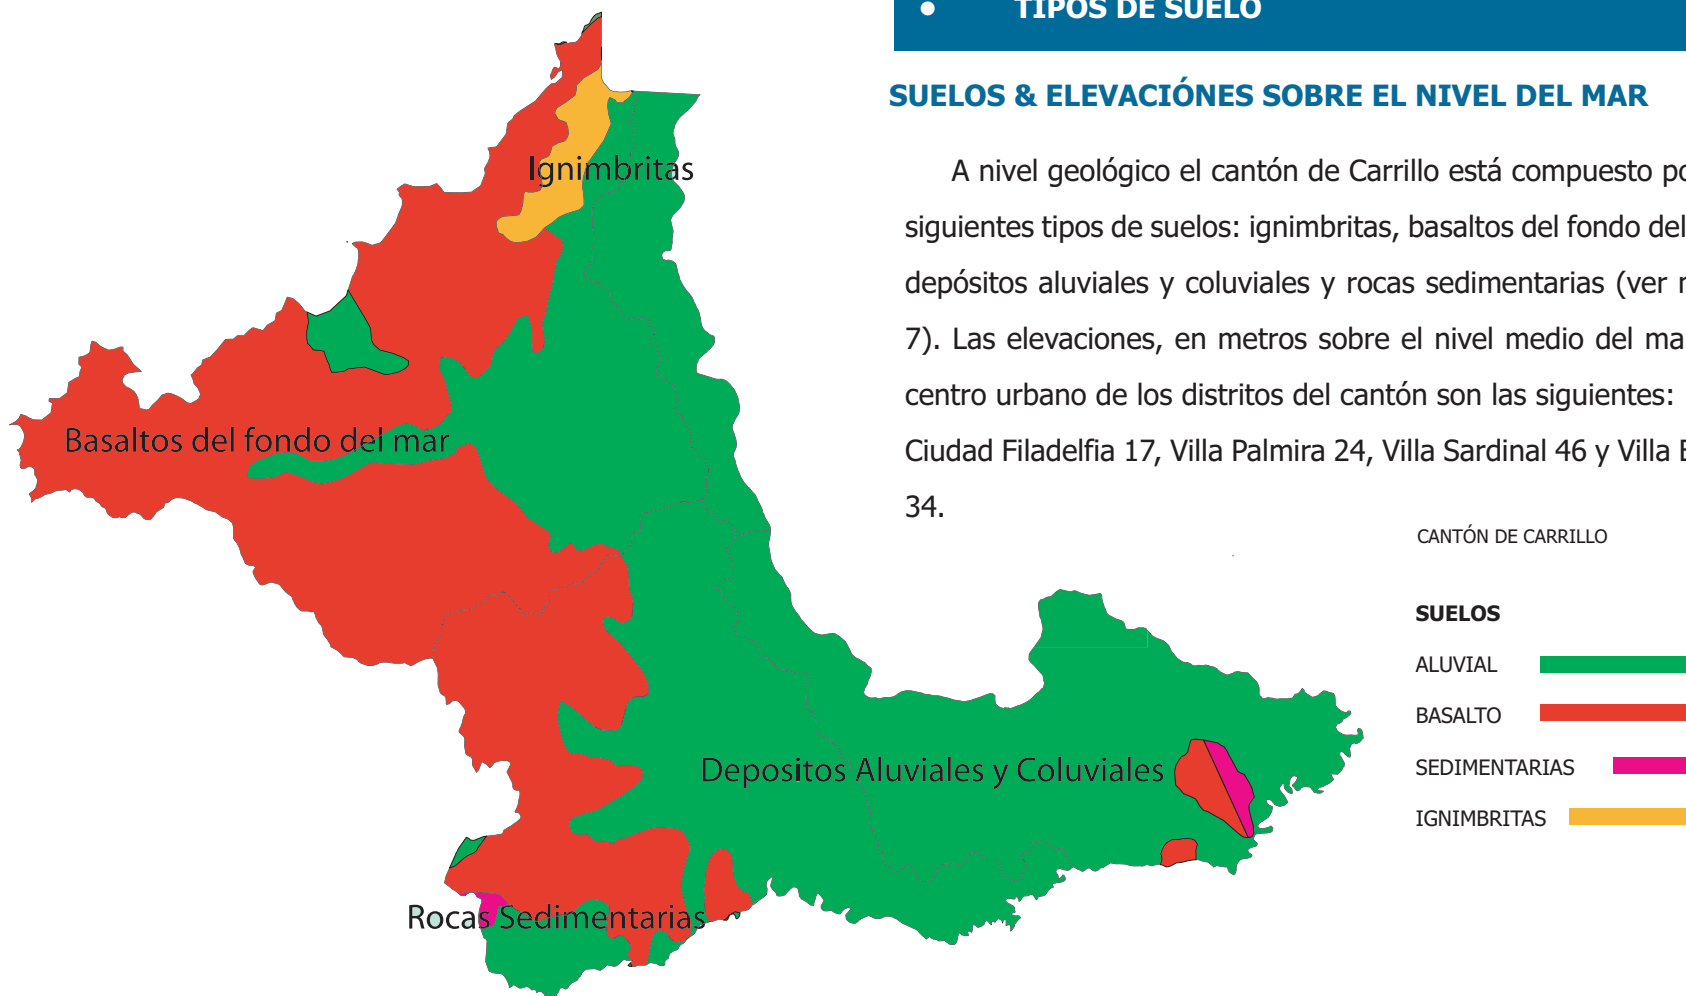 • TIPOS DE SUELO
SUELOS & ELEVACIÓNES SOBRE EL NIVEL DEL MAR
A nivel geológico el cantón de Carrillo está compuesto
siguientes tipos de suelos: ignimbritas, basaltos del fondo del
depósitos aluviales y coluviales y rocas sedimentarias (ver
7). Las elevaciones, en metros sobre el nivel medio del
centro urbano de los distritos del cantón son las siguientes:
Ciudad Filadelfia 17, Villa Palmira 24, Villa Sardinal 46 y Villa
34.
CANTÓN DE CARRILLO
SUELOS
ALUVIAL
BASALTO
SEDIMENTARIAS
IGNIMBRITAS
Ignimbritas
Basaltos del fondo del mar
Depositos Aluviales y Coluviales
Rocas Sedimentarias